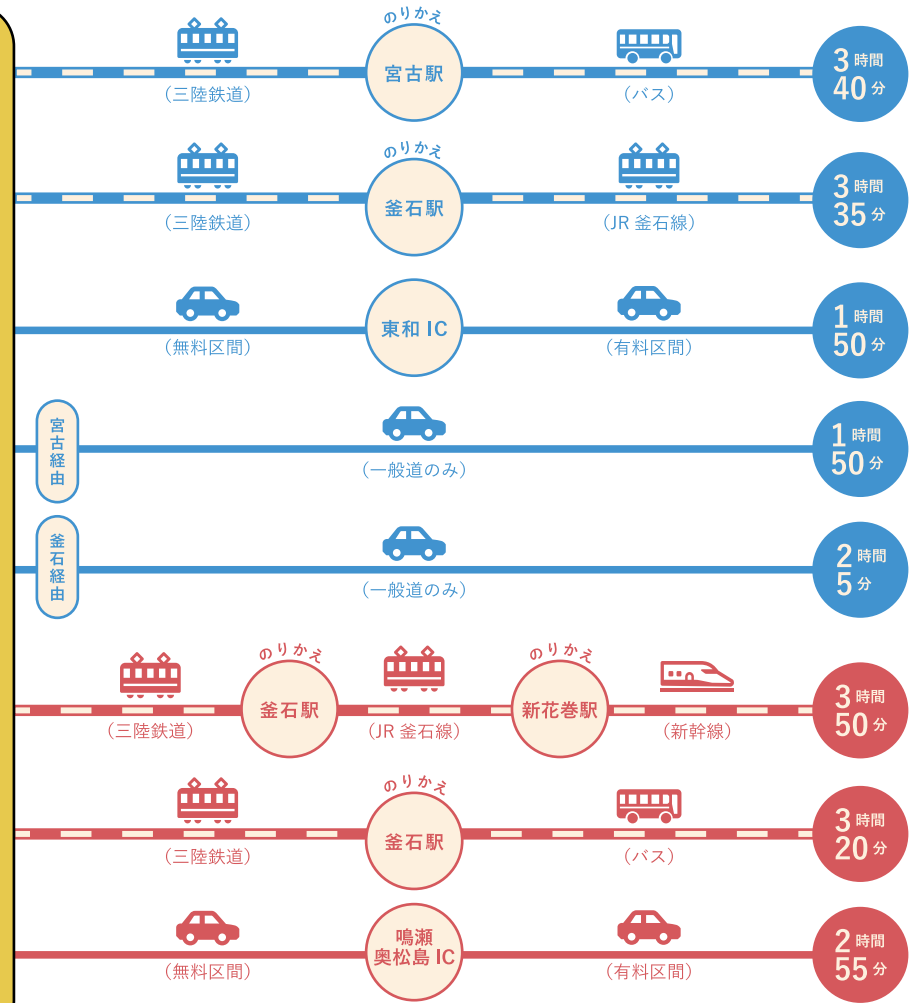 のりかえ
宮古駅
(三陸鉄道)
(バス)
3時間
40分
のりかえ
釜石駅
(三陸鉄道)
(JR 釜石線)
3時間
35分
東和 IC
(無料区間)
(有料区間)
1時間
50分
宮古経由
(一般道のみ)
1時間
50分
釜石経由
(一般道のみ)
2時間
5分
のりかえ
釜石駅
のりかえ
新花巻駅
(三陸鉄道)
(JR 釜石線)
(新幹線)
3時間
50分
のりかえ
釜石駅
(三陸鉄道)
(バス)
3時間
20分
鳴瀬
奥松島 IC
(無料区間)
(有料区間)
2時間
55分